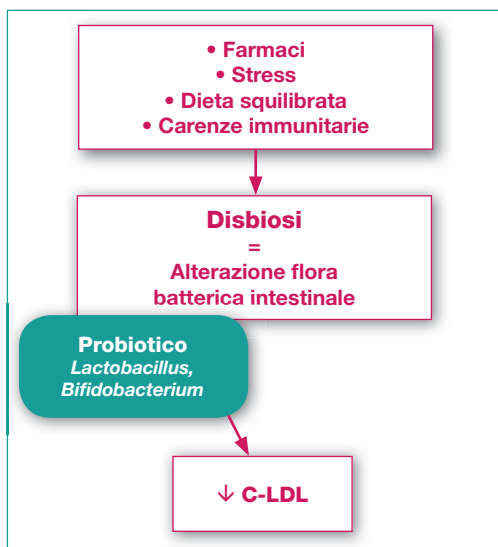 • Farmaci
• Stress
• Dieta squilibrata
• Carenze immunitarie
Disbiosi
=
Alterazione flora
batterica intestinale
Probiotico
Lactobacillus,
Bifidobacterium
↓ C-LDL